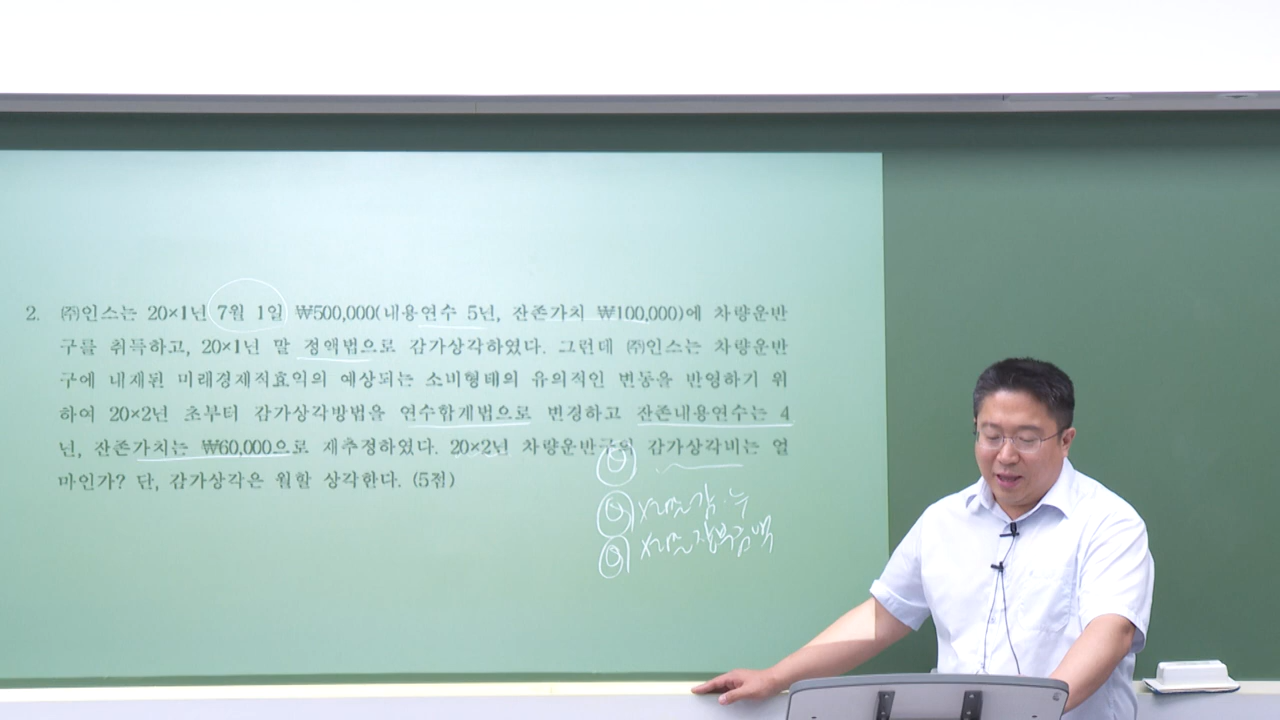 2. ㈜인스는 20×1년 7월 1일 ₩500,000(내용연수 5년, 잔존가치 ₩100,000)에 차량운반
구를 취득하고, 20×1년 말 정액법으로 감가상각하였다. 그런데 ㈜인스는 차량운반
구에 내재된 미래경제적효익의 예상되는 소비형태의 유의적인 변동을 반영하기 위
하여 20×2년 초부터 감가상각방법을 연수합계법으로 변경하고 잔존내용연수는 4
년, 잔존가치는 ₩60,000으로 재추정하였다. 20×2년 차량운반구의 감가상각비는 얼
마인가? 단, 감가상각은 월할 상각한다. (5점)